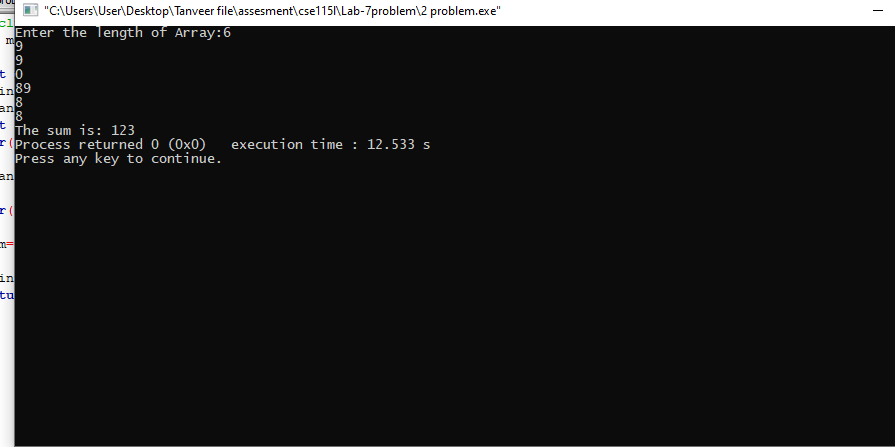 "C:\Users\User\Desktop\Tanveer file\assesment\cse115l\Lab-7problem\2 problem.exe"
Enter the length of Array:6
9
9
0
89
8
8
The sum is: 123
Process returned 0 (0x0)   execution time : 12.533 s
Press any key to continue.